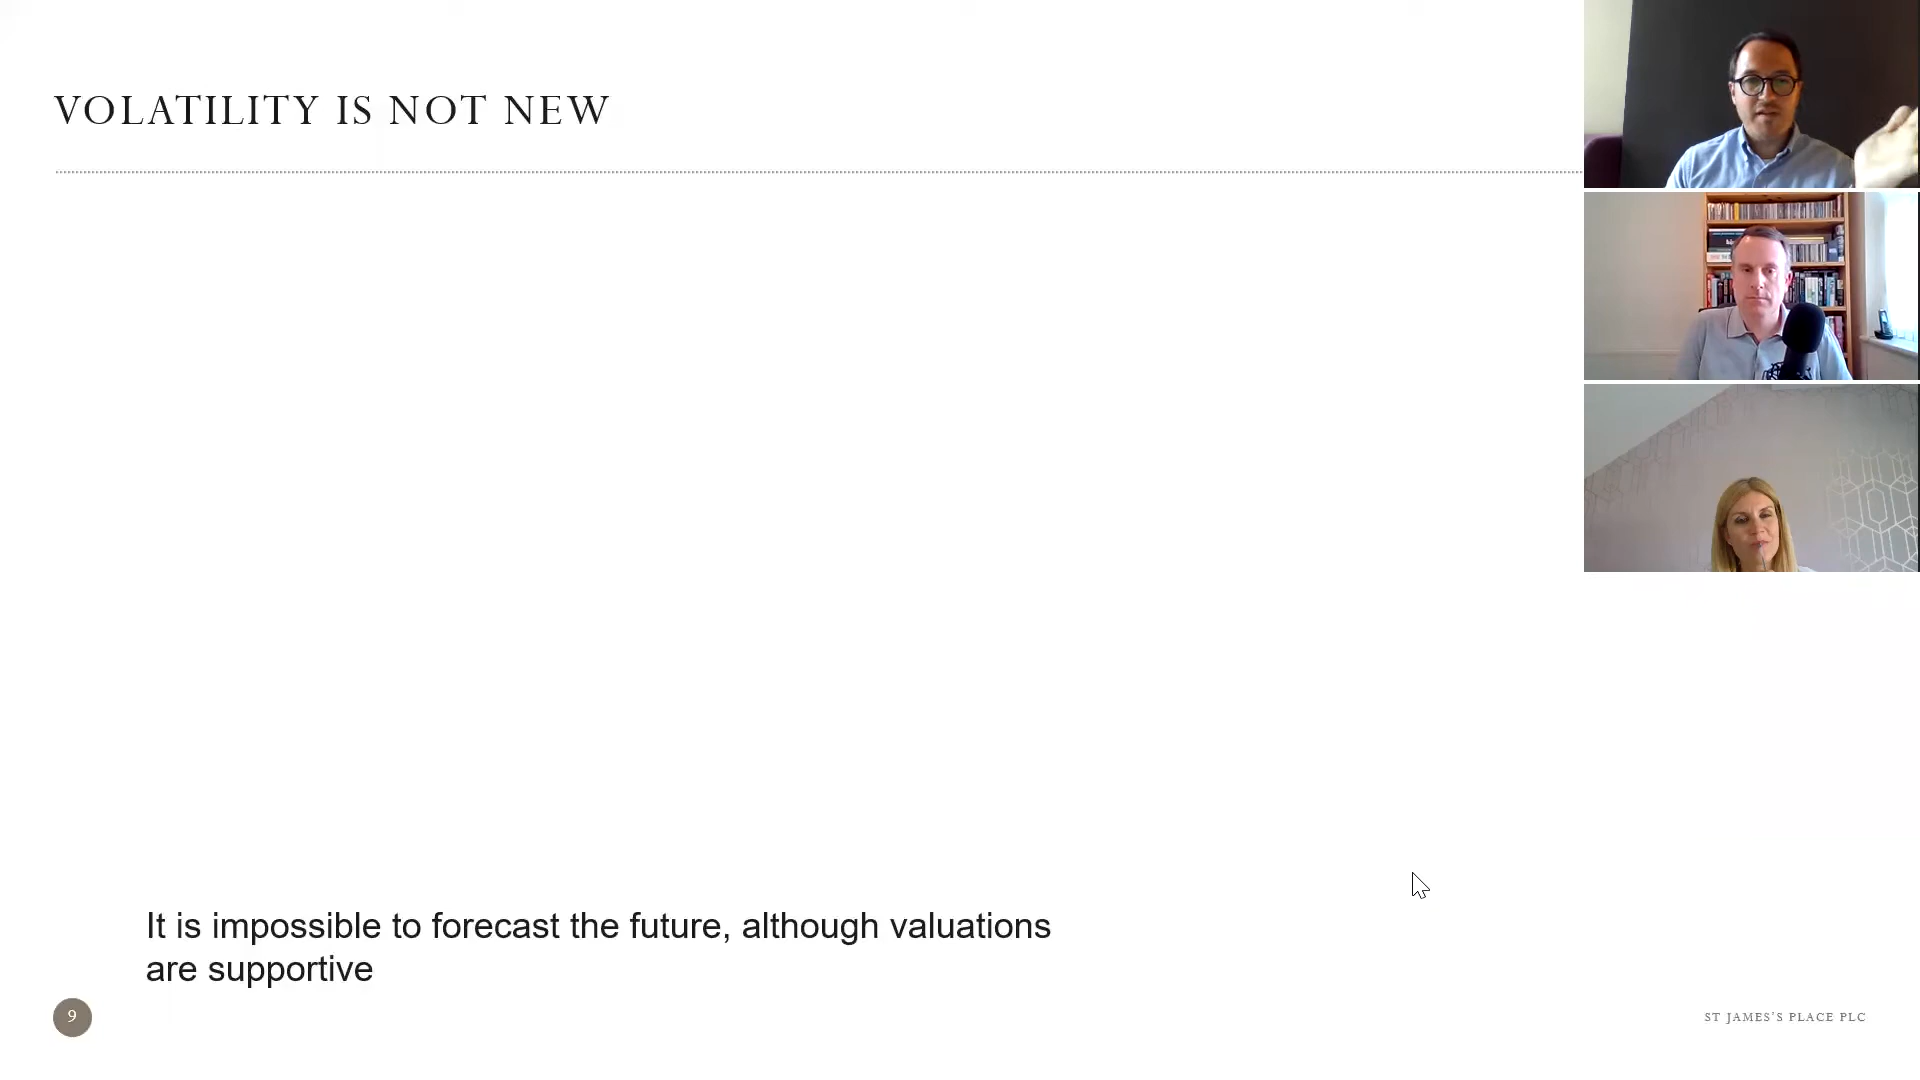 VOLATILITY IS NOT NEW
It is impossible to forecast the future, although valuations
are supportive
9
ST JAMES'S PLACE PLC